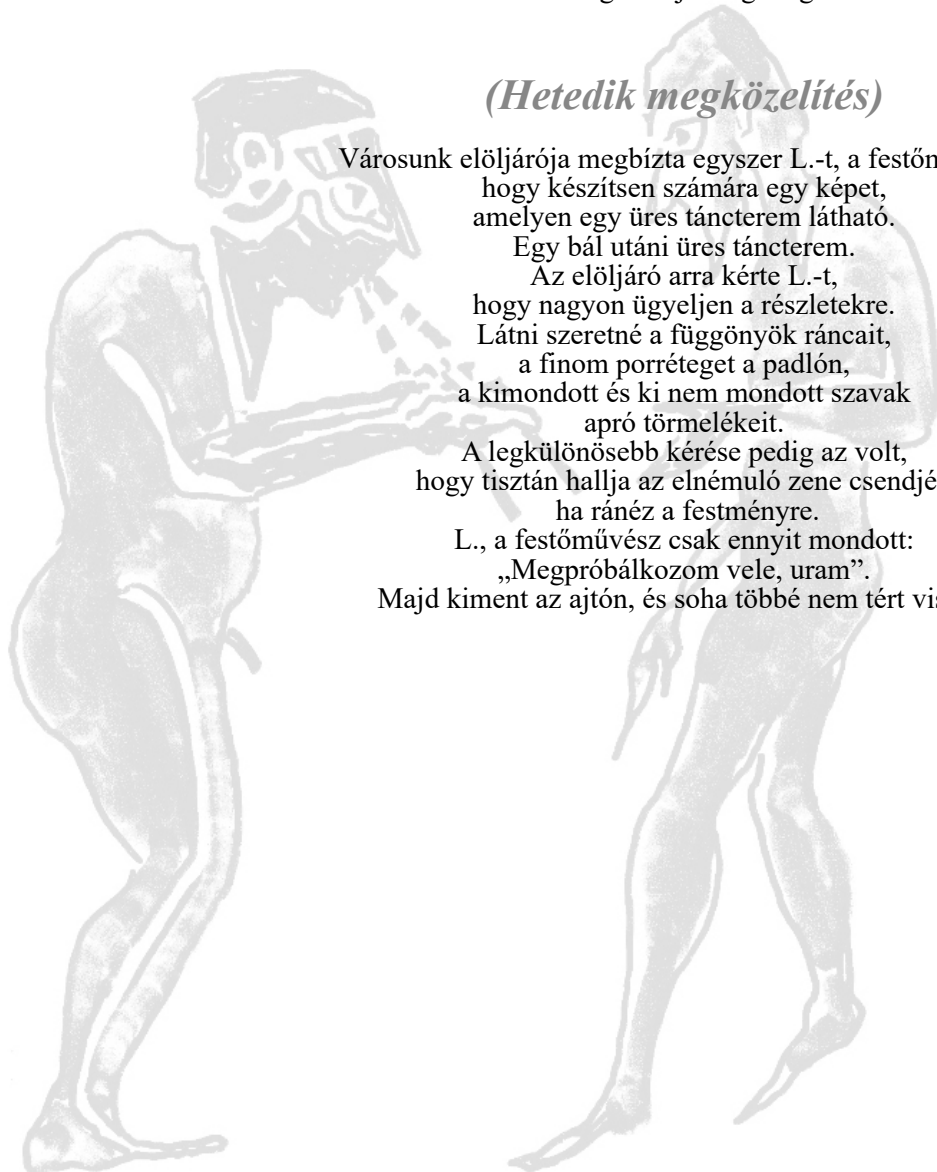 (Hetedik megközelítés)
Városunk elöljárója megbízta egyszer L.-t, a
hogy készítsen számára egy képet,
amelyen egy üres táncterem látható.
Egy bál utáni üres táncterem.
Az elöljáró arra kérte L.-t,
hogy nagyon ügyeljen a részletekre.
Látni szeretné a függönyök ráncait,
a finom porréteget a padlón,
a kimondott és ki nem mondott szavak
apró törmelékeit.
A legkülönösebb kérése pedig az volt,
hogy tisztán hallja az elnémuló zene
ha ránéz a festményre.
L., a festőművész csak ennyit mondott:
„Megpróbálkozom vele, uram”.
Majd kiment az ajtón, és soha többé nem tért